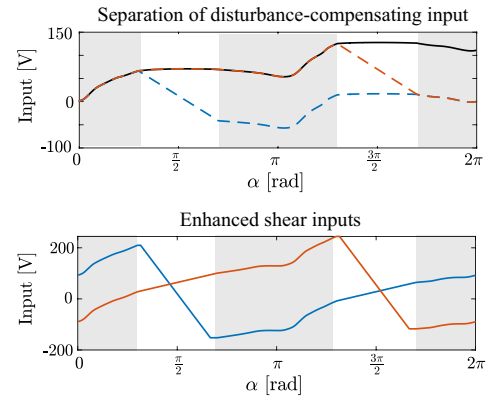 Separation of disturbance-compensating input
150
0
-100
Input [V]
0 π/2 π 3π/2 2π
α [rad]
Enhanced shear inputs
200
0
-200
Input [V]
0 π/2 π 3π/2 2π
α [rad]